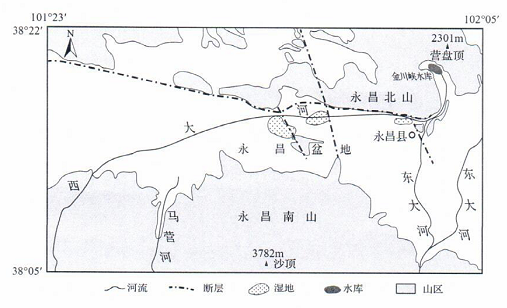 101°23′
102°05′
38°22′
N
2301m
营盘顶
金川峡水库
永昌北山
大
河
永昌县
永 昌 盆 地
西
马
营
河
永 昌 南 山
东
大
河
东
大
河
3782m
沙顶
38°05′
河流
断层
湿地
水库
山区